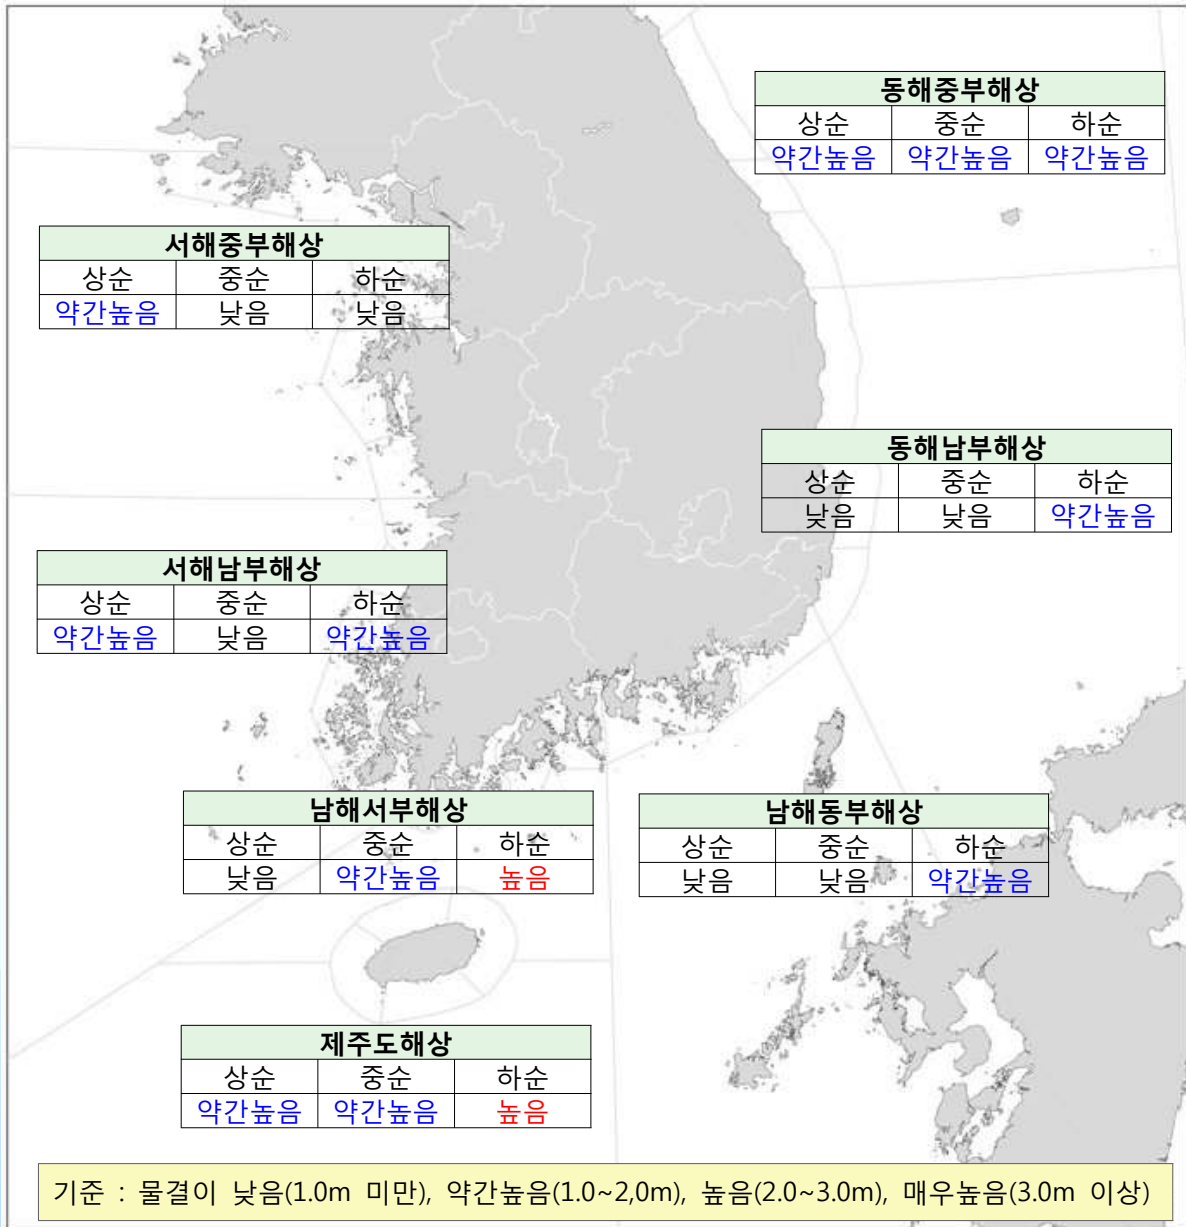 동해중부해상
상순 중순 하순
약간높음 약간높음 약간높음
서해중부해상
상순 중순 하순
약간높음 낮음 낮음
동해남부해상
상순 중순 하순
낮음 낮음 약간높음
서해남부해상
상순 중순 하순
약간높음 낮음 약간높음
남해서부해상
상순 중순 하순
낮음 약간높음 높음
남해동부해상
상순 중순 하순
낮음 낮음 약간높음
제주도해상
상순 중순 하순
약간높음 약간높음 높음
기준 : 물결이 낮음(1.0m 미만), 약간높음(1.0~2,0m), 높음(2.0~3.0m), 매우높음(3.0m 이상)